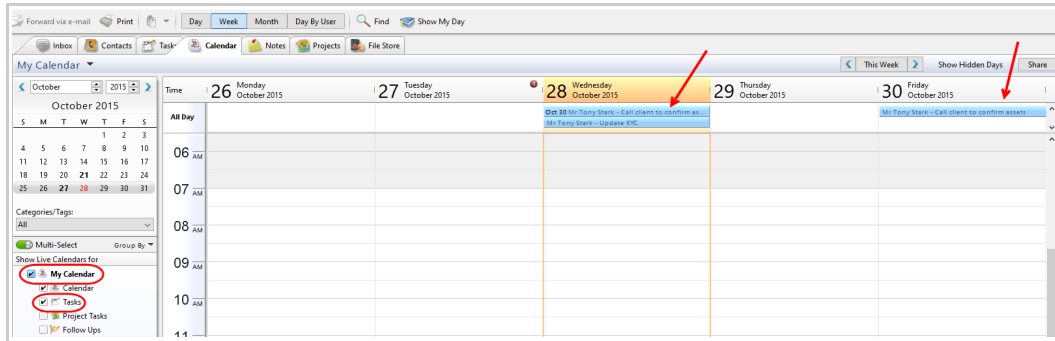 Forward via e-mail Print Day Week Month Day By User Find Show My Day
Inbox Contacts Tasks Calendar Notes Projects File Store
My Calendar This Week Show Hidden Days Share
October 2015
October 2015
S M T W T F S
1 2 3
4 5 6 7 8 9 10
11 12 13 14 15 16 17
18 19 20 21 22 23 24
25 26 27 28 29 30 31
Categories/Tags:
All
Multi-Select Group By
Show Live Calendars for
My Calendar
Calendar
Tasks
Project Tasks
Follow Ups
Time
26 Monday
October 2015
27 Tuesday
October 2015
28 Wednesday
October 2015
29 Thursday
October 2015
30 Friday
October 2015
All Day
Oct 30 Mr Tony Stark - Call client to confirm as...
Mr Tony Stark - Update KYC
Mr Tony Stark - Call client to confirm assets
06 AM
07 AM
08 AM
09 AM
10 AM
11